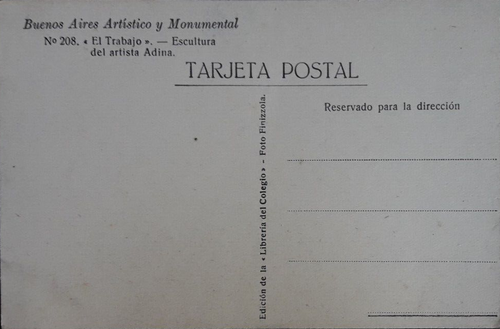 Buenos Aires Artístico y Monumental
No 208. « El Trabajo ». — Escultura
del artista Adina.
TARJETA POSTAL
Reservado para la dirección
Edición de la « Librería del Colegio » - Foto Finizzola.